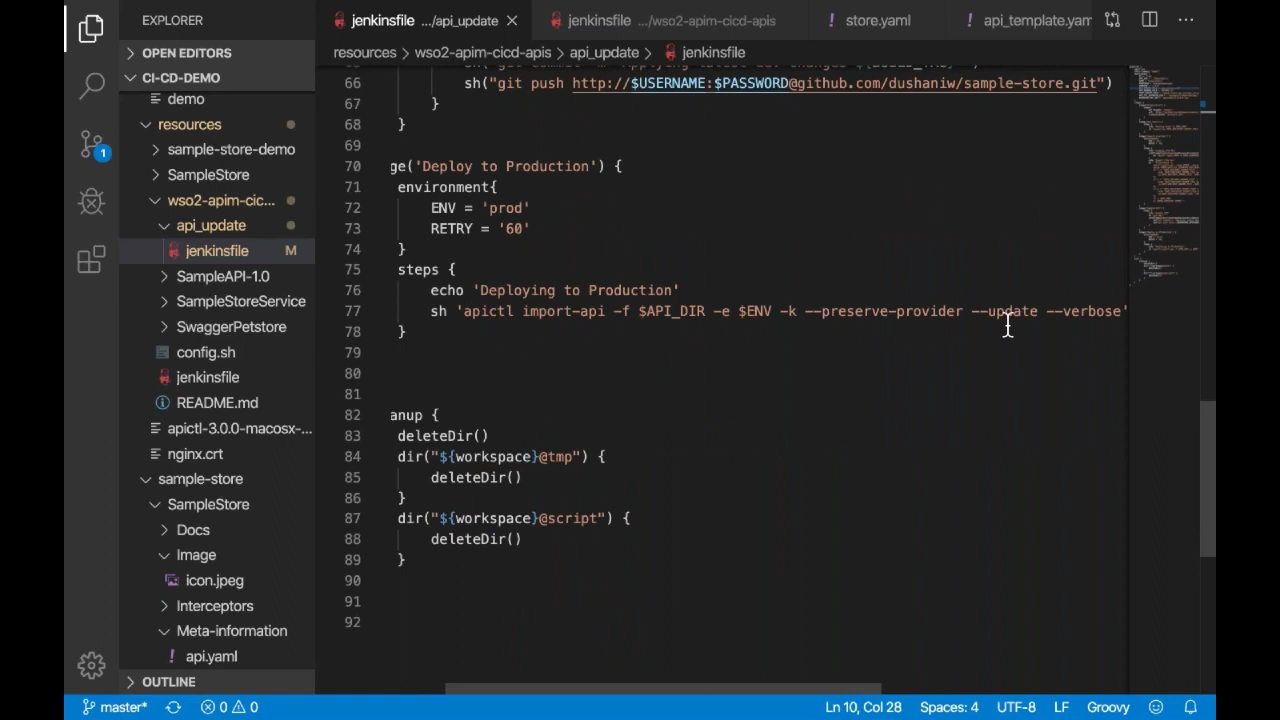 EXPLORER
jenkinsfile .../api_update
jenkinsfile .../wso2-apim-cicd-apis
store.yaml
api_template.yam
OPEN EDITORS
CI-CD-DEMO
demo
resources
sample-store-demo
SampleStore
wso2-apim-cic...
api_update
jenkinsfile M
SampleAPI-1.0
SampleStoreService
SwaggerPetstore
config.sh
jenkinsfile
README.md
apictl-3.0.0-macosx-...
nginx.crt
sample-store
SampleStore
Docs
Image
icon.jpeg
Interceptors
Meta-information
api.yaml
OUTLINE
1
resources > wso2-apim-cicd-apis > api_update > jenkinsfile
66 sh("git push http://$USERNAME:$PASSWORD@github.com/dushaniw/sample-store.git")
67 }
68 }
69
70 ge('Deploy to Production') {
71 environment{
72 ENV = 'prod'
73 RETRY = '60'
74 }
75 steps {
76 echo 'Deploying to Production'
77 sh 'apictl import-api -f $API_DIR -e $ENV -k --preserve-provider --update --verbose'
78 }
79
80
81
82 anup {
83 deleteDir()
84 dir("${workspace}@tmp") {
85 deleteDir()
86 }
87 dir("${workspace}@script") {
88 deleteDir()
89 }
90
91
92
master* 0 0 Ln 10, Col 28 Spaces: 4 UTF-8 LF Groovy